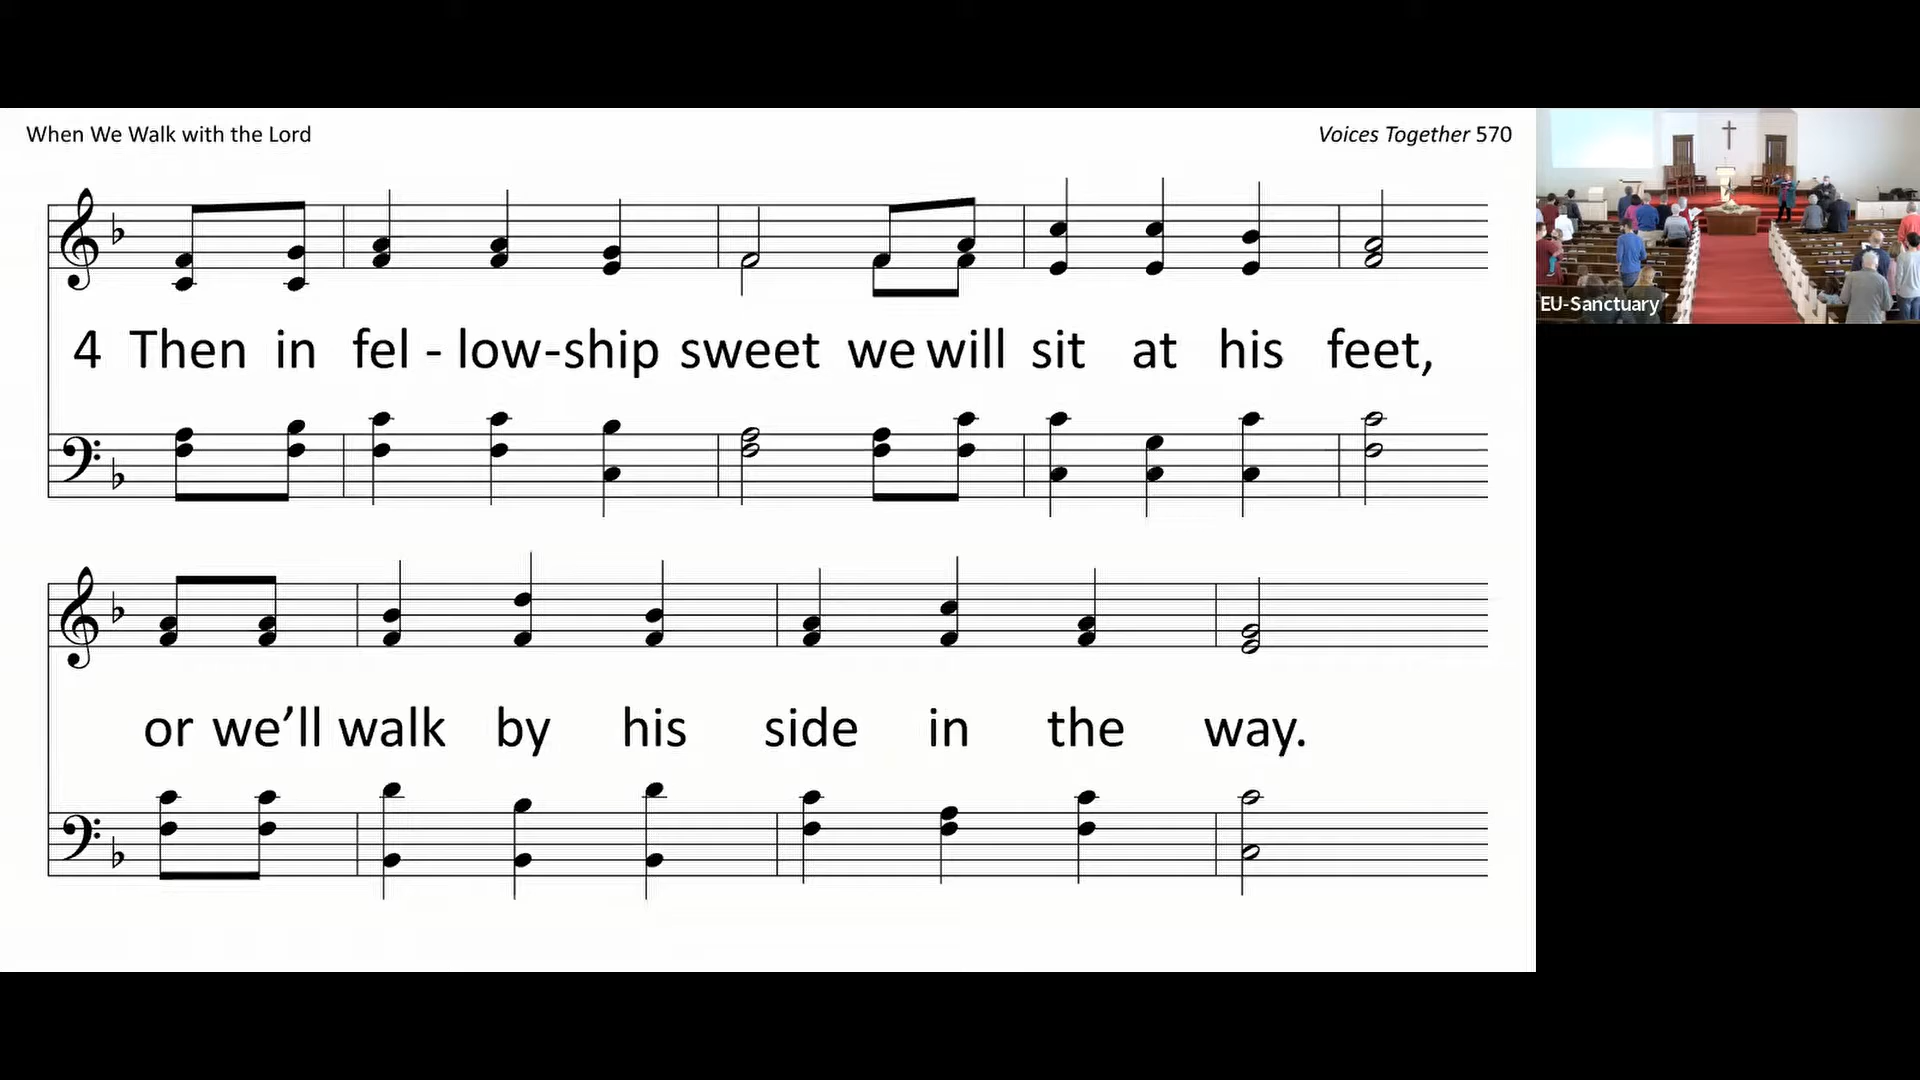 When We Walk with the Lord
Voices Together 570
4 Then in fel - low-ship sweet we will sit at his feet,
or we’ll walk by his side in the way.
EU-Sanctuary